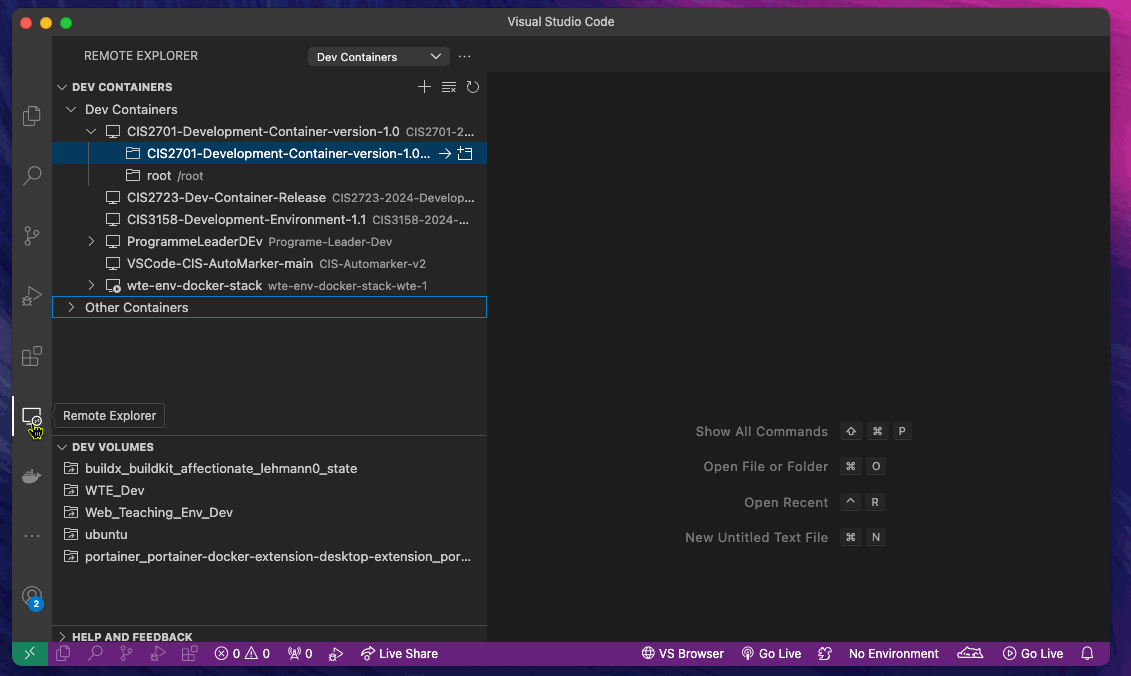 Visual Studio Code
REMOTE EXPLORER
Dev Containers
DEV CONTAINERS
Dev Containers
CIS2701-Development-Container-version-1.0 CIS2701-2...
CIS2701-Development-Container-version-1.0...
root /root
CIS2723-Dev-Container-Release CIS2723-2024-Develop...
CIS3158-Development-Environment-1.1 CIS3158-2024-...
ProgrammeLeaderDEv Programe-Leader-Dev
VSCode-CIS-AutoMarker-main CIS-Automarker-v2
wte-env-docker-stack wte-env-docker-stack-wte-1
Other Containers
Remote Explorer
DEV VOLUMES
buildx_buildkit_affectionate_lehmann0_state
WTE_Dev
Web_Teaching_Env_Dev
ubuntu
portainer_portainer-docker-extension-desktop-extension_por...
HELP AND FEEDBACK
Show All Commands ⇧ ⌘ P
Open File or Folder ⌘ O
Open Recent ^ R
New Untitled Text File ⌘ N
2
0 0 0 Live Share VS Browser Go Live No Environment Go Live